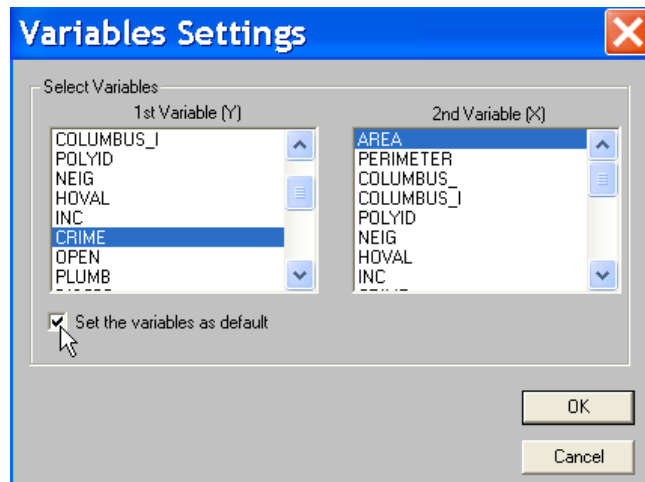 Variables Settings
Select Variables
1st Variable (Y)
2nd Variable (X)
COLUMBUS_I
POLYID
NEIG
HOVAL
INC
CRIME
OPEN
PLUMB
AREA
PERIMETER
COLUMBUS_
COLUMBUS_I
POLYID
NEIG
HOVAL
INC
Set the variables as default
OK
Cancel